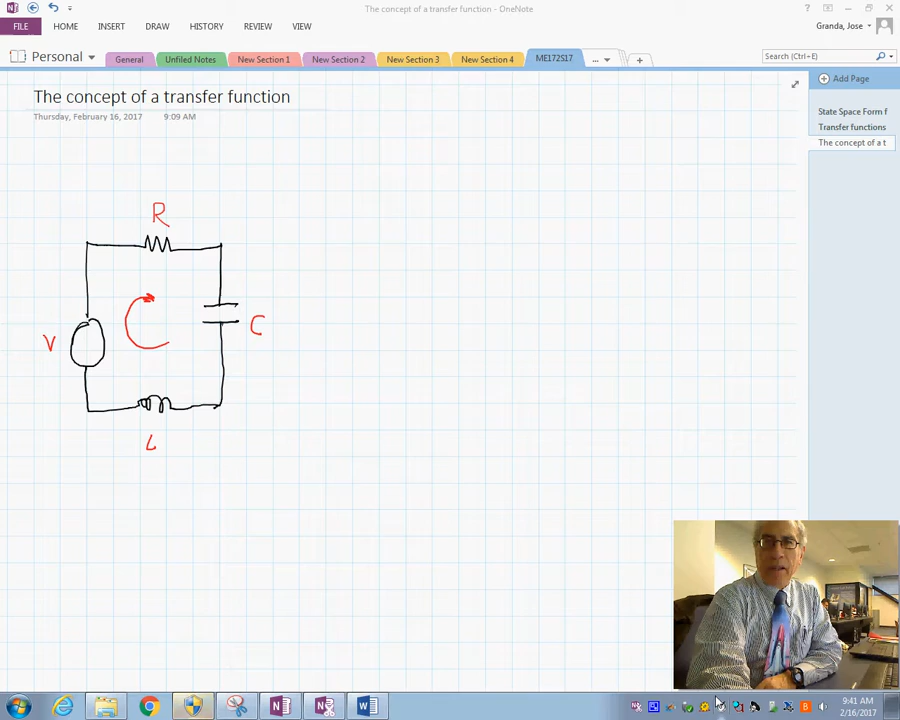 The concept of a transfer function - OneNote
FILE HOME INSERT DRAW HISTORY REVIEW VIEW
Granda, Jose
Personal General Unfiled Notes New Section 1 New Section 2 New Section 3 New Section 4 ME172S17 ... Search (Ctrl+E)
Add Page
The concept of a transfer function
Thursday, February 16, 2017 9:09 AM
State Space Form f
Transfer functions
The concept of a t
R
V
C
L
9:41 AM
2/16/2017